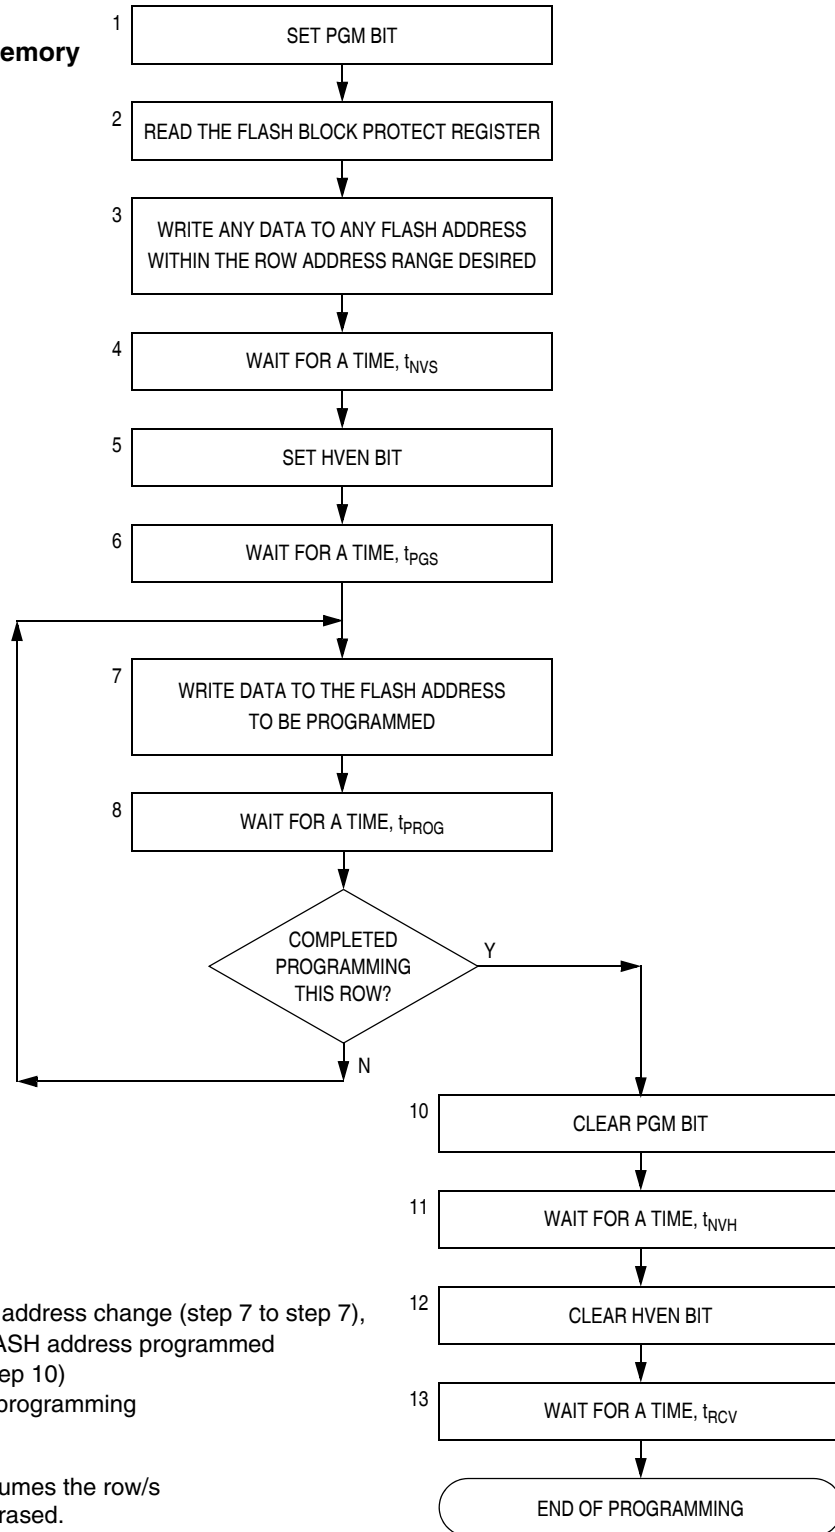 1
SET PGM BIT
emory
2
READ THE FLASH BLOCK PROTECT REGISTER
3
WRITE ANY DATA TO ANY FLASH ADDRESS
WITHIN THE ROW ADDRESS RANGE DESIRED
4
WAIT FOR A TIME, tNVS
5
SET HVEN BIT
6
WAIT FOR A TIME, tPGS
7
WRITE DATA TO THE FLASH ADDRESS
TO BE PROGRAMMED
8
WAIT FOR A TIME, tPROG
COMPLETED
PROGRAMMING
THIS ROW?
Y
N
10
CLEAR PGM BIT
11
WAIT FOR A TIME, tNVH
12
CLEAR HVEN BIT
13
WAIT FOR A TIME, tRCV
END OF PROGRAMMING
address change (step 7 to step 7),
ASH address programmed
ep 10)
programming
umes the row/s
rased.